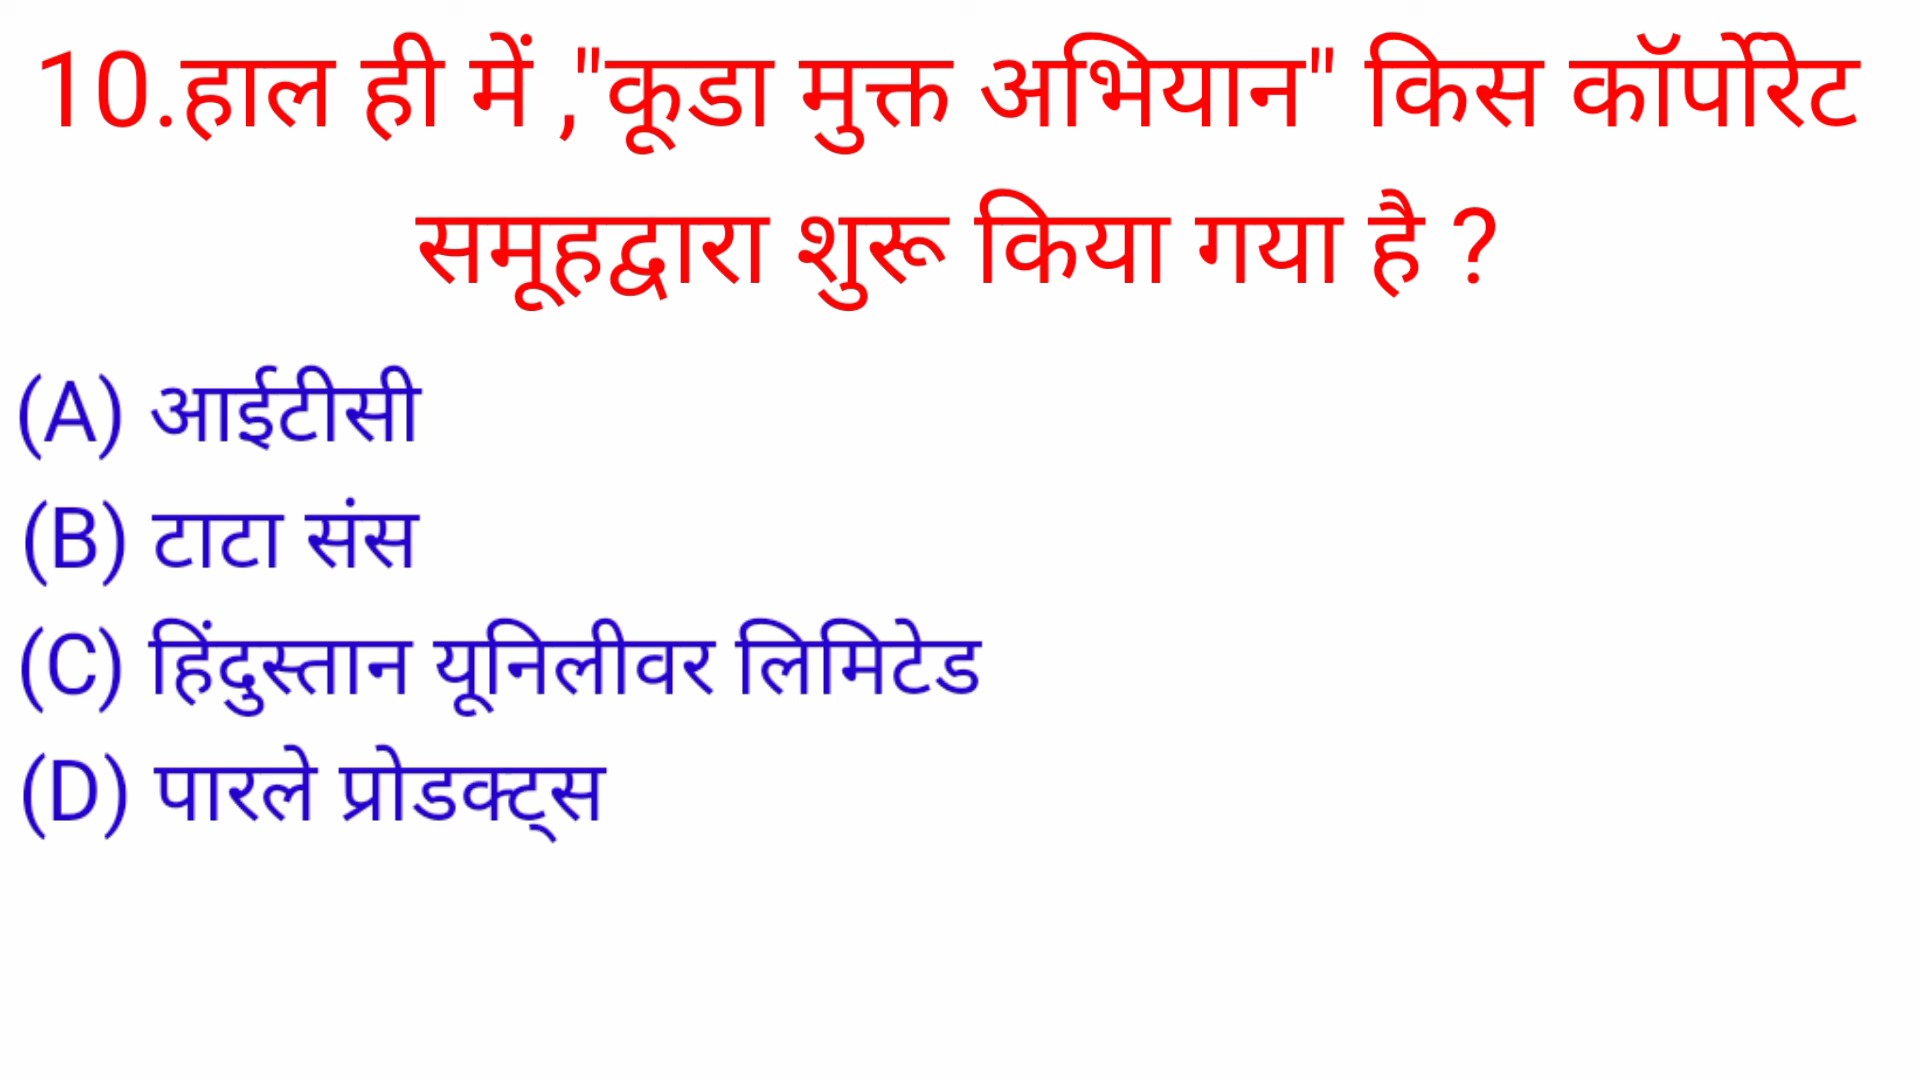 10.हाल ही में ,"कूडा मुक्त अभियान" किस कॉर्पोरेट
समूहद्वारा शुरू किया गया है ?
(A) आईटीसी
(B) टाटा संस
(C) हिंदुस्तान यूनिलीवर लिमिटेड
(D) पारले प्रोडक्ट्स